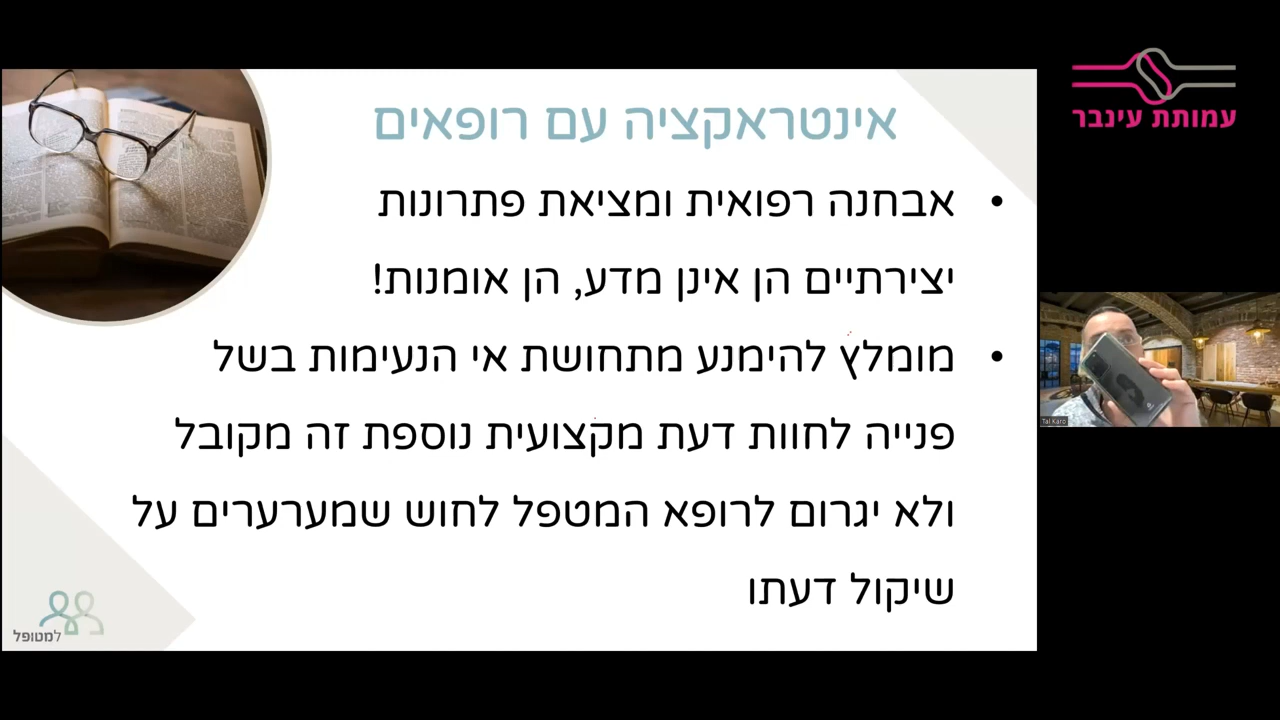 עמותת עינבר
אינטראקציה עם רופאים
• אבחנה רפואית ומציאת פתרונות
יצירתיים הן אינן מדע, הן אומנות!
• מומלץ להימנע מתחושת אי הנעימות בשל
פנייה לחוות דעת מקצועית נוספת זה מקובל
ולא יגרום לרופא המטפל לחוש שמערערים על
שיקול דעתו
למטופל
Tal Karo